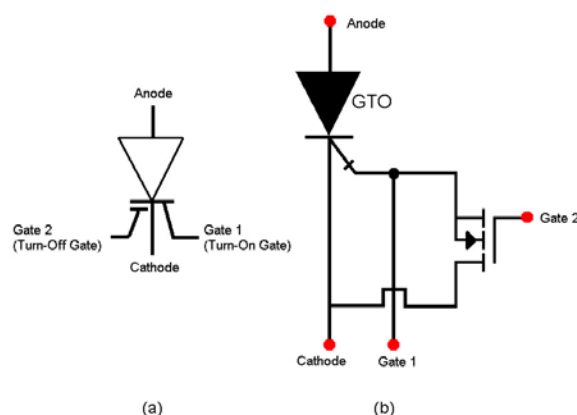 Anode
Gate 2
(Turn-Off Gate)
Gate 1
(Turn-On Gate)
Cathode
(a)
Anode
GTO
Gate 2
Cathode
Gate 1
(b)